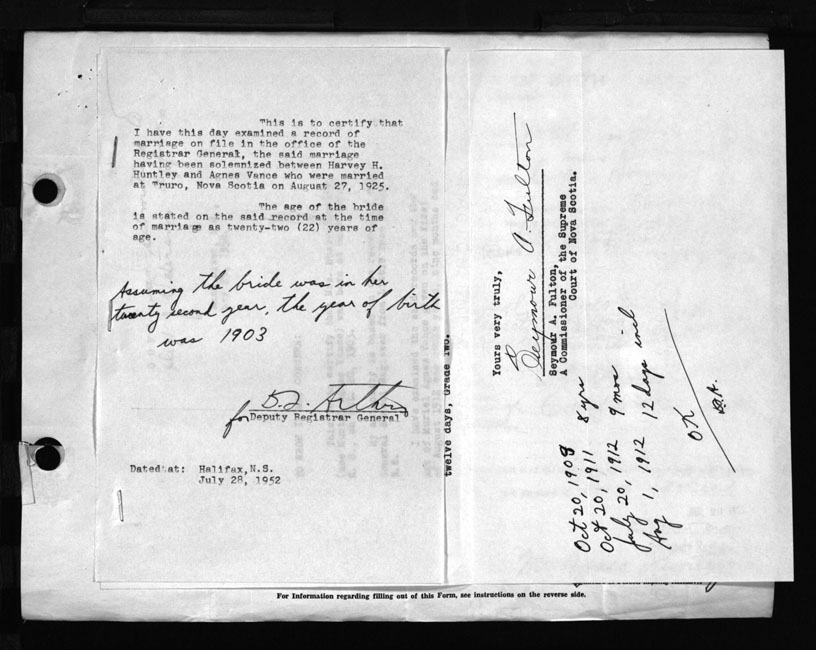 This is to certify that
I have this day examined a record of
marriage on file in the office of the
Registrar General, the said marriage
having been solemnized between Harvey H.
Huntley and Agnes Vance who were married
at Truro, Nova Scotia on August 27, 1925.
The age of the bride
is stated on the said record at the time
of marriage as twenty-two (22) years of
age.
Assuming the bride was in her
twenty second year, the year of birth
was 1903
for Deputy Registrar General
Dated at: Halifax, N.S.
July 28, 1952
twelve days, Grade Two.
Yours very truly,
Seymour A. Fulton
Seymour A. Fulton,
A Commissioner of the Supreme
Court of Nova Scotia.
Oct 20, 1903 8 yrs
Oct 20, 1911
July 20, 1912 9 mos
Aug 1, 1912 12 days incl
OK
For Information regarding filling out of this Form, see instructions on the reverse side.